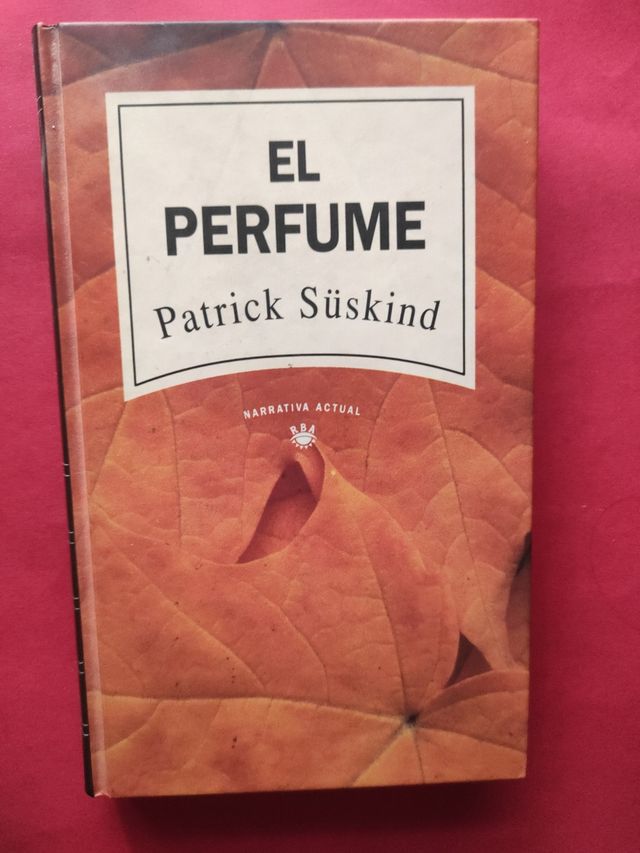 EL
PERFUME
Patrick Süskind
NARRATIVA ACTUAL
RBA